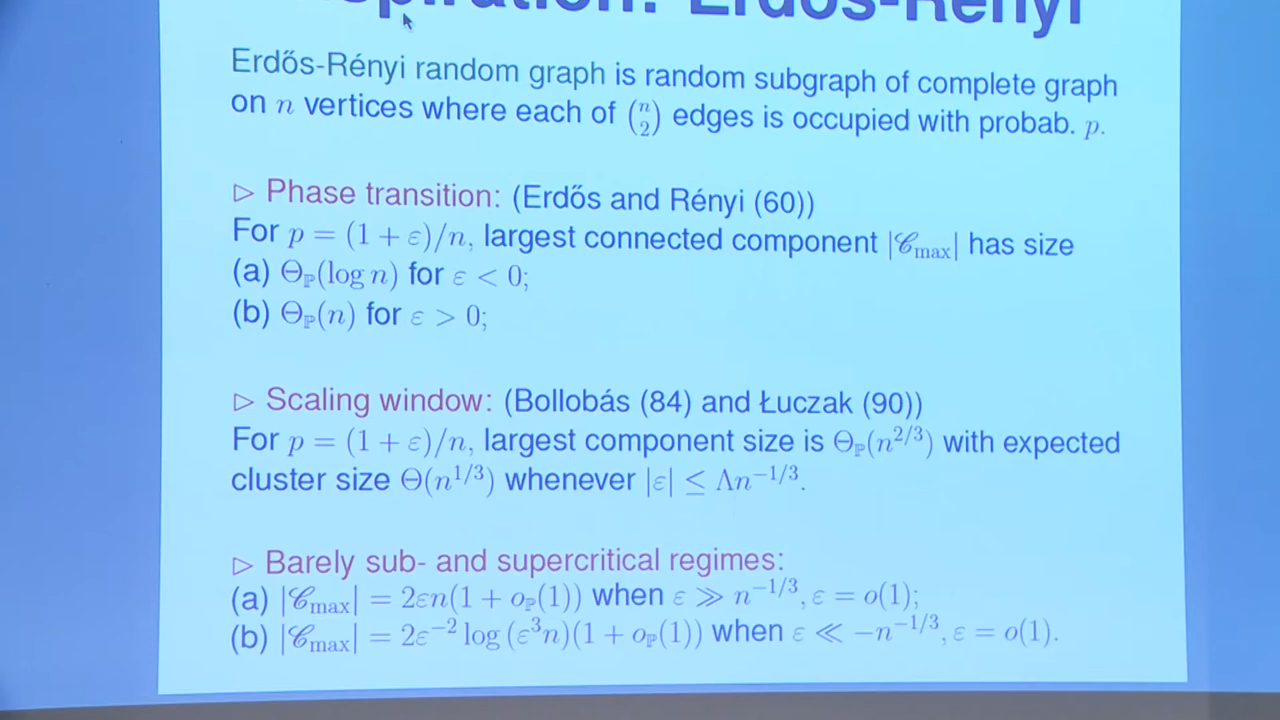 Erdős-Rényi
Erdős-Rényi random graph is random subgraph of complete graph
on n vertices where each of (n 2) edges is occupied with probab. p.
▷ Phase transition: (Erdős and Rényi (60))
For p = (1 + ε)/n, largest connected component |𝒞max| has size
(a) Θℙ(log n) for ε < 0;
(b) Θℙ(n) for ε > 0;
▷ Scaling window: (Bollobás (84) and Łuczak (90))
For p = (1 + ε)/n, largest component size is Θℙ(n^{2/3}) with expected
cluster size Θ(n^{1/3}) whenever |ε| ≤ Λn^{−1/3}.
▷ Barely sub- and supercritical regimes:
(a) |𝒞max| = 2εn(1 + oℙ(1)) when ε ≫ n^{−1/3}, ε = o(1);
(b) |𝒞max| = 2ε^{−2} log (ε^3n)(1 + oℙ(1)) when ε ≪ −n^{−1/3}, ε = o(1).